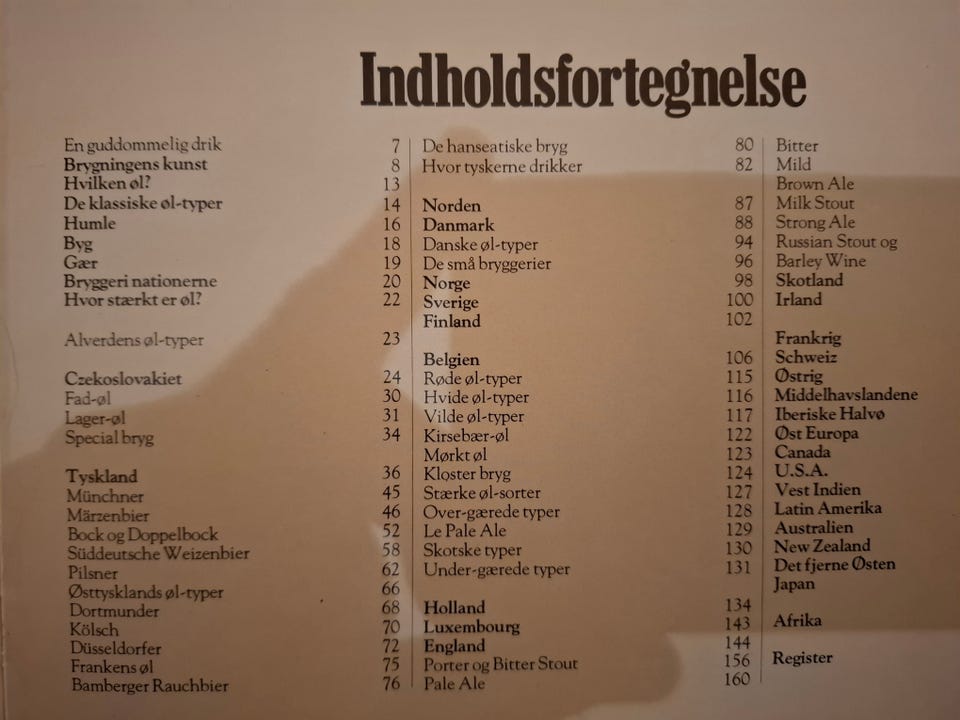 Indholdsfortegnelse
En guddommelig drik 7
Brygningens kunst 8
Hvilken øl? 13
De klassiske øl-typer 14
Humle 16
Byg 18
Gær 19
Bryggeri nationerne 20
Hvor stærkt er øl? 22
Alverdens øl-typer 23
Czekoslovakiet 24
Fad-øl 30
Lager-øl 31
Special bryg 34
Tyskland 36
Münchner 45
Märzenbier 46
Bock og Doppelbock 52
Süddeutsche Weizenbier 58
Pilsner 62
Østtysklands øl-typer 66
Dortmunder 68
Kölsch 70
Düsseldorfer 72
Frankens øl 75
Bamberger Rauchbier 76
De hanseatiske bryg 80
Hvor tyskerne drikker 82
Norden 87
Danmark 88
Danske øl-typer 94
De små bryggerier 96
Norge 98
Sverige 100
Finland 102
Belgien 106
Røde øl-typer 115
Hvide øl-typer 116
Vilde øl-typer 117
Kirsebær-øl 122
Mørkt øl 123
Kloster bryg 124
Stærke øl-sorter 127
Over-gærede typer 128
Le Pale Ale 129
Skotske typer 130
Under-gærede typer 131
Holland 134
Luxembourg 143
England 144
Porter og Bitter Stout 156
Pale Ale 160
Bitter
Mild
Brown Ale
Milk Stout
Strong Ale
Russian Stout og
Barley Wine
Skotland
Irland
Frankrig
Schweiz
Østrig
Middelhavslandene
Iberiske Halvø
Øst Europa
Canada
U.S.A.
Vest Indien
Latin Amerika
Australien
New Zealand
Det fjerne Østen
Japan
Afrika
Register